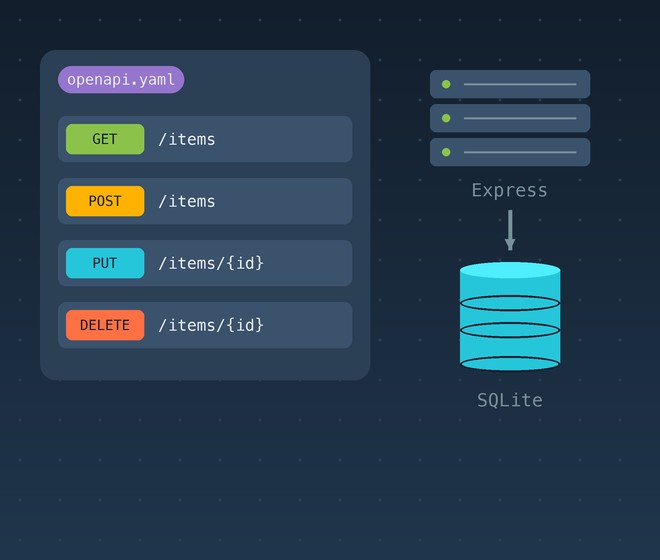 openapi.yaml
GET /items
POST /items
PUT /items/{id}
DELETE /items/{id}
Express
SQLite